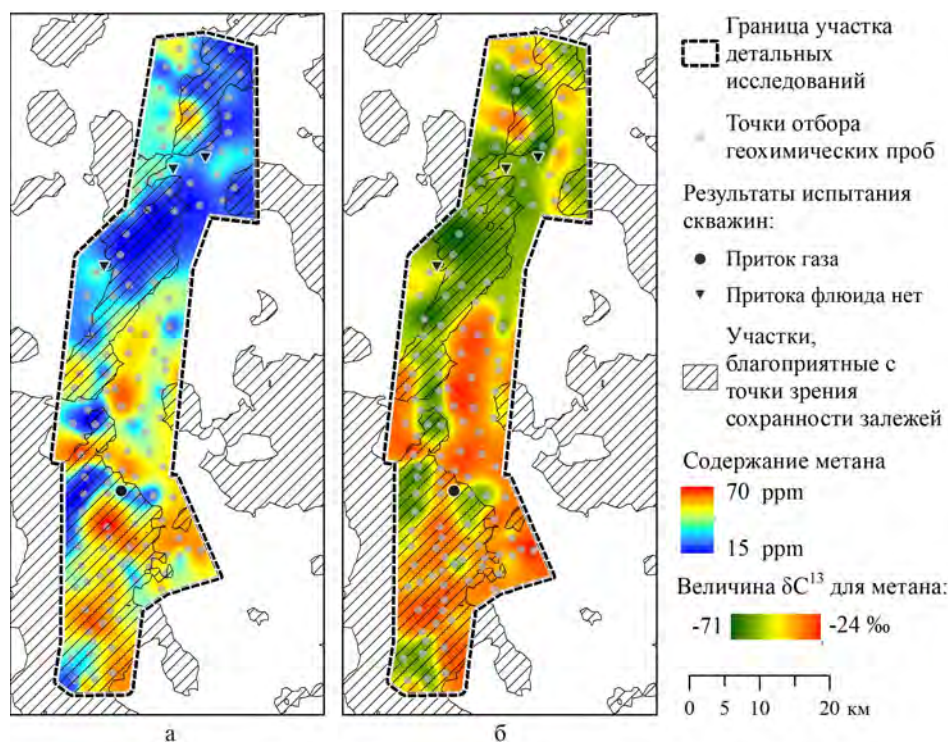 Граница участка
детальных
исследований
Точки отбора
геохимических проб
Результаты испытания
скважин:
Приток газа
Притока флюида нет
Участки,
благоприятные с
точки зрения
сохранности залежей
Содержание метана
70 ppm
15 ppm
Величина δC¹³ для метана:
-71 -24 ‰
0 5 10 20 км
а
б